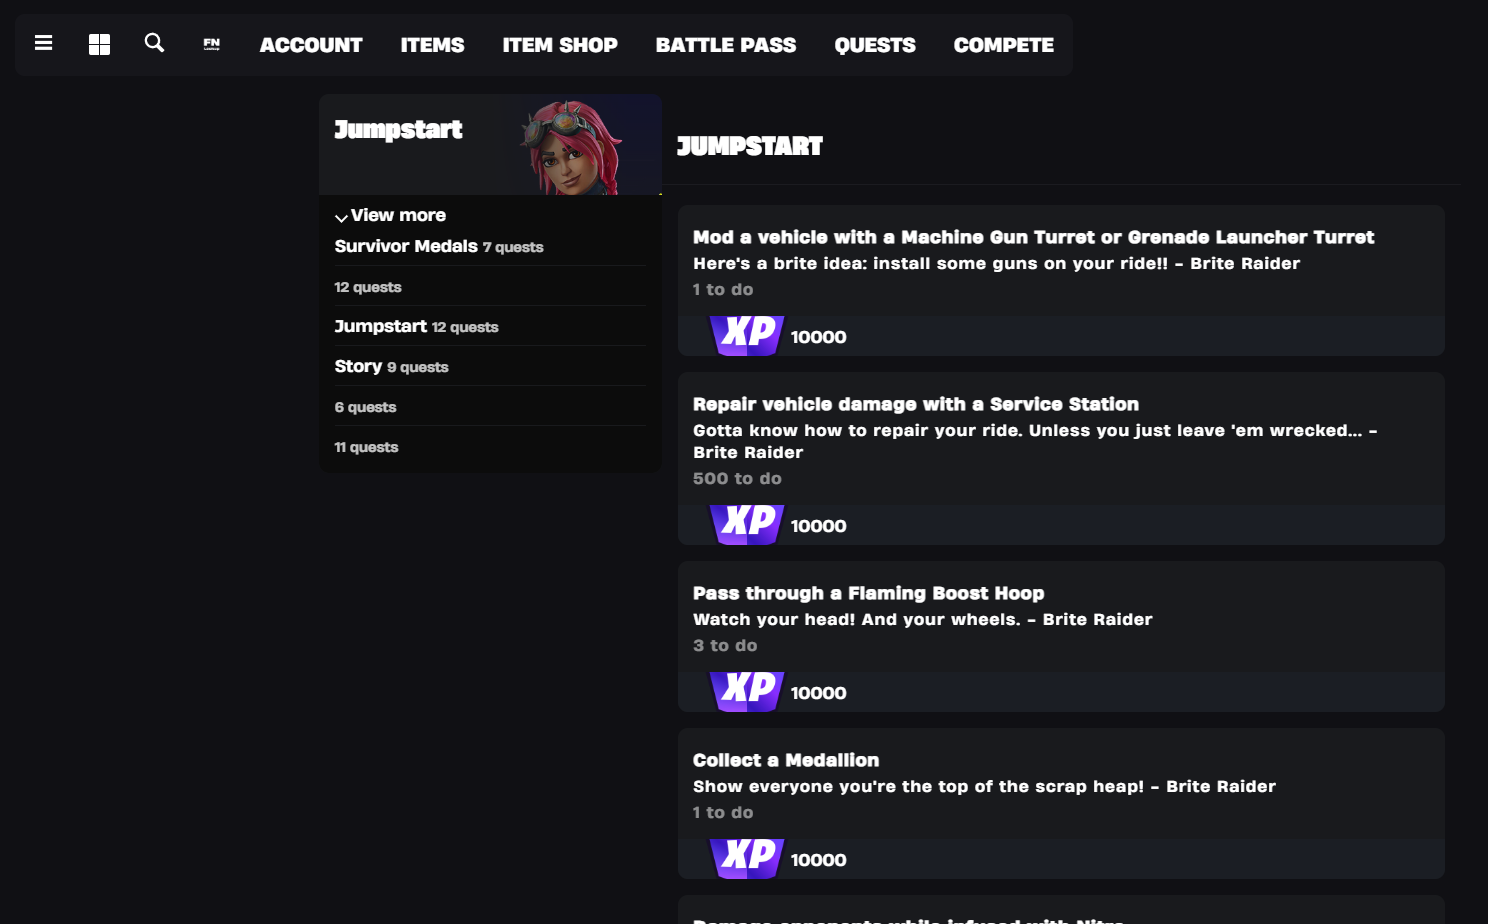 FN
ACCOUNT
ITEMS
ITEM SHOP
BATTLE PASS
QUESTS
COMPETE
Jumpstart
View more
Survivor Medals 7 quests
12 quests
Jumpstart 12 quests
Story 9 quests
6 quests
11 quests
JUMPSTART
Mod a vehicle with a Machine Gun Turret or Grenade Launcher Turret
Here's a brite idea: install some guns on your ride!! - Brite Raider
1 to do
XP 10000
Repair vehicle damage with a Service Station
Gotta know how to repair your ride. Unless you just leave 'em wrecked... -
Brite Raider
500 to do
XP 10000
Pass through a Flaming Boost Hoop
Watch your head! And your wheels. - Brite Raider
3 to do
XP 10000
Collect a Medallion
Show everyone you're the top of the scrap heap! - Brite Raider
1 to do
XP 10000
Damage opponents while infused with Nitro